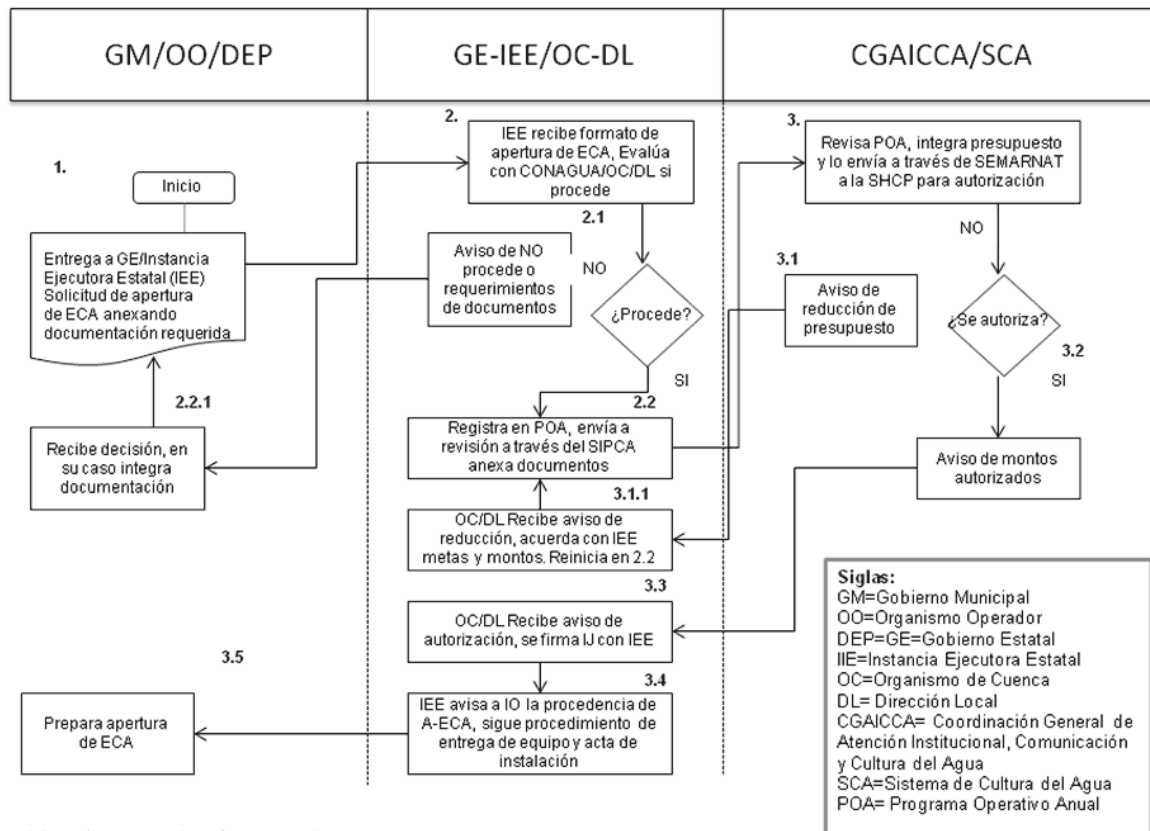 GM/OO/DEP
GE-IEE/OC-DL
CGAICCA/SCA
1.
Inicio
Entrega a GE/Instancia
Ejecutora Estatal (IEE)
Solicitud de apertura
de ECA anexando
documentación requerida
2.2.1
Recibe decisión, en
su caso integra
documentación
3.5
Prepara apertura
de ECA
2.
IEE recibe formato de
apertura de ECA, Evalúa
con CONAGUA/OC/DL si
procede
2.1
Aviso de NO
procede o
requerimientos
de documentos
NO
¿Procede?
SI
2.2
Registra en POA, envía a
revisión a través del SIPCA
anexa documentos
3.1.1
OC/DL Recibe aviso de
reducción, acuerda con IEE
metas y montos. Reinicia en 2.2
3.3
OC/DL Recibe aviso de
autorización, se firma IJ con IEE
3.4
IEE avisa a IO la procedencia de
A-ECA, sigue procedimiento de
entrega de equipo y acta de
instalación
3.
Revisa POA, integra presupuesto
y lo envía a través de SEMARNAT
a la SHCP para autorización
NO
3.1
Aviso de
reducción de
presupuesto
¿Se autoriza?
3.2
SI
Aviso de montos
autorizados
Siglas:
GM=Gobierno Municipal
OO=Organismo Operador
DEP=GE=Gobierno Estatal
IIE=Instancia Ejecutora Estatal
OC=Organismo de Cuenca
DL= Dirección Local
CGAICCA= Coordinación General de
Atención Institucional, Comunicación
y Cultura del Agua
SCA=Sistema de Cultura del Agua
POA= Programa Operativo Anual